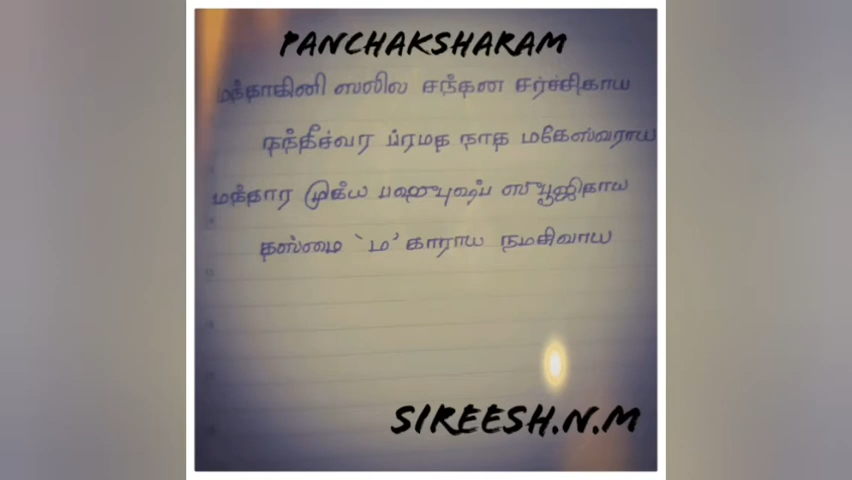 PANCHAKSHARAM
மந்தாகினி ஸலில சந்தன சர்ச்சிகாய
நந்தீச்வர ப்ரமத நாத மகேஸ்வராய
மந்தார முக்ய பஹுபுஷ்ப ஸுபூஜிகாய
தஸ்மை 'ம' காராய நமசிவாய
SIREESH.N.M